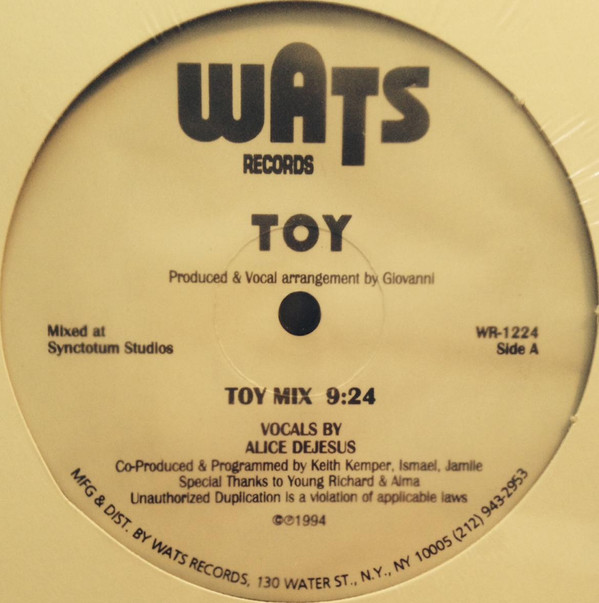 WATS
RECORDS
TOY
Produced & Vocal arrangement by Giovanni
Mixed at
Synctotum Studios
WR-1224
Side A
TOY MIX 9:24
VOCALS BY
ALICE DEJESUS
Co-Produced & Programmed by Keith Kemper, Ismael, Jamile
Special Thanks to Young Richard & Alma
Unauthorized Duplication is a violation of applicable laws
©℗1994
MFG & DIST. BY WATS RECORDS, 130 WATER ST., N.Y., NY 10005 (212) 943-2953